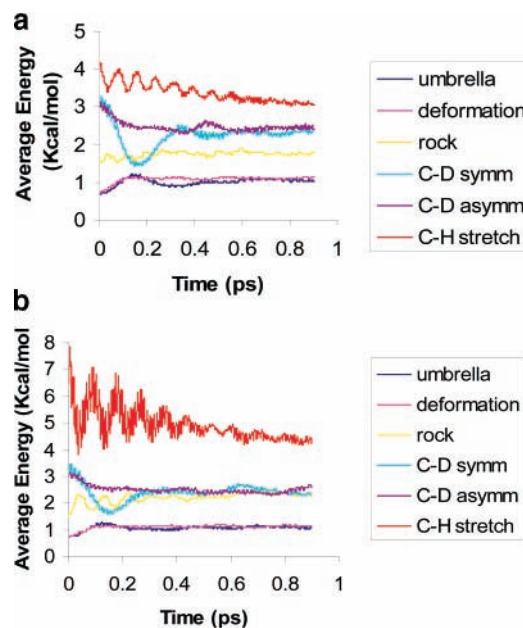 a
5
4
3
2
1
0
Average Energy
(Kcal/mol)
0 0.2 0.4 0.6 0.8 1
Time (ps)
umbrella
deformation
rock
C-D symm
C-D asymm
C-H stretch
b
8
7
6
5
4
3
2
1
0
Average Energy (Kcal/mol
0 0.2 0.4 0.6 0.8 1
Time (ps)
umbrella
deformation
rock
C-D symm
C-D asymm
C-H stretch